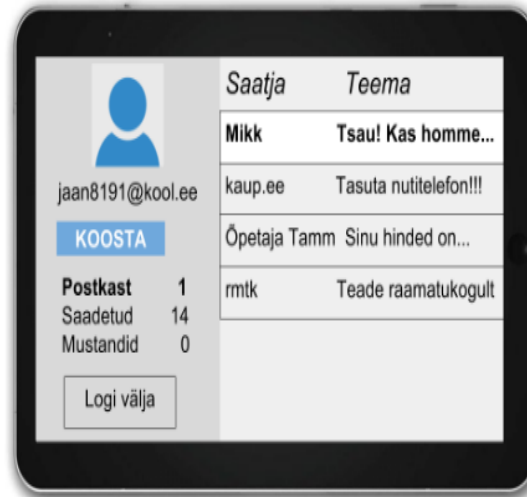 jaan8191@kool.ee
KOOSTA
Postkast 1
Saadetud 14
Mustandid 0
Logi välja
Saatja Teema
Mikk Tsau! Kas homme...
kaup.ee Tasuta nutitelefon!!!
Õpetaja Tamm Sinu hinded on...
rmtk Teade raamatukogult